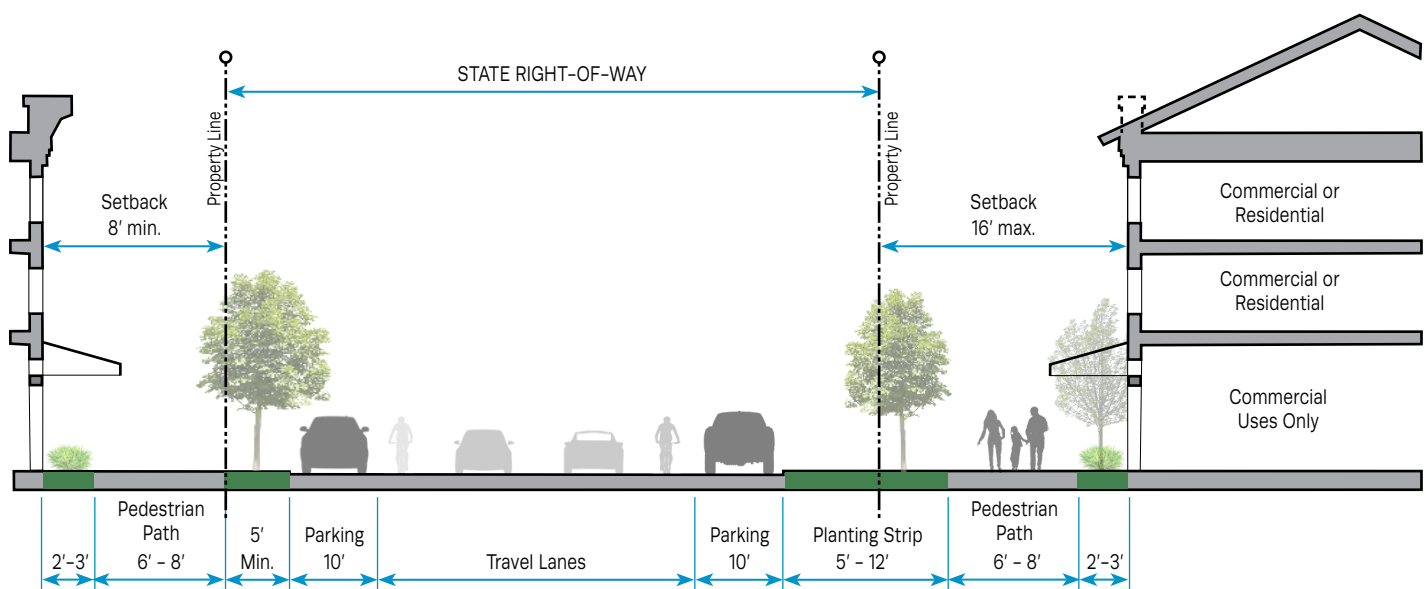 STATE RIGHT-OF-WAY
Property Line
Property Line
Setback
8' min.
Setback
16' max.
Commercial or
Residential
Commercial or
Residential
Commercial
Uses Only
2'-3'
Pedestrian
Path
6' - 8'
5'
Min.
Parking
10'
Travel Lanes
Parking
10'
Planting Strip
5' - 12'
Pedestrian
Path
6' - 8'
2'-3'